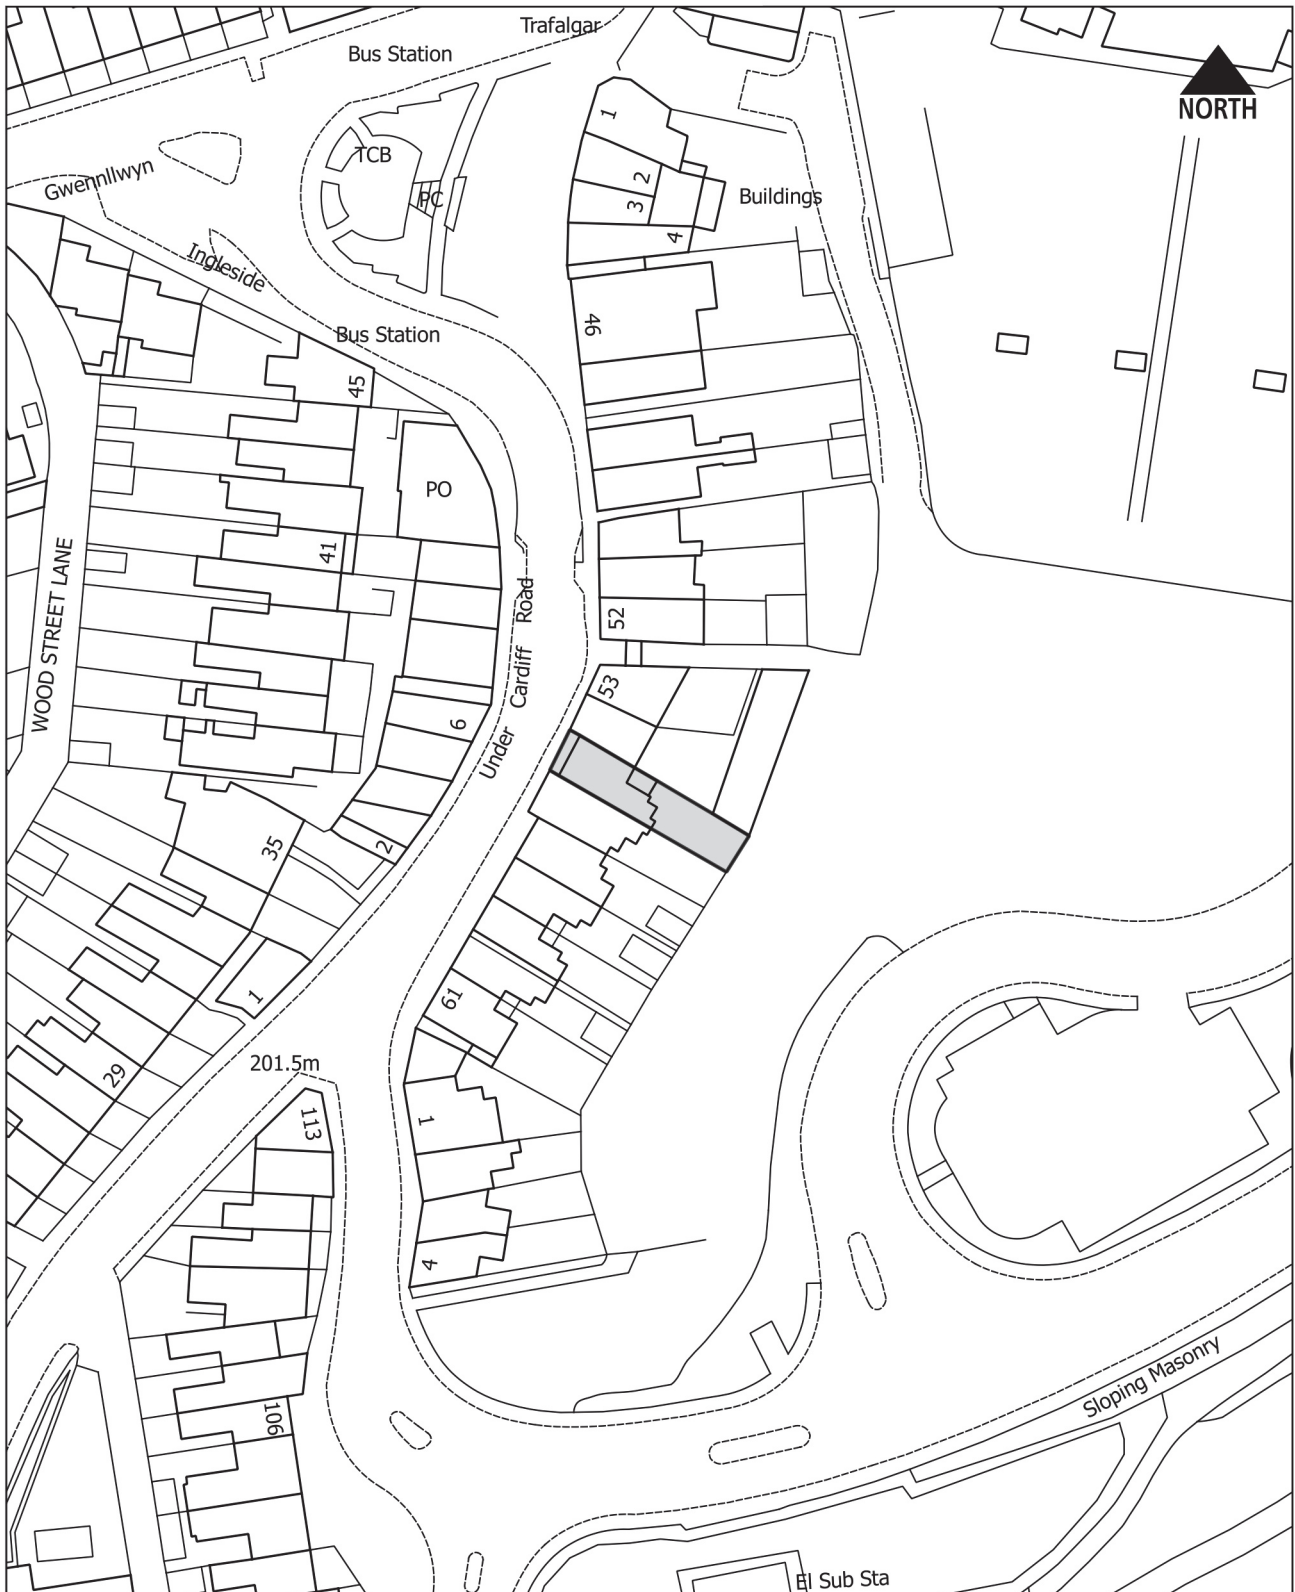 Trafalgar
Bus Station
NORTH
1
TCB
2
Gwennllwyn
PC
3
Buildings
4
Ingleside
46
Bus Station
45
PO
41
WOOD STREET LANE
52
53
6
Under Cardiff Road
35
2
1
61
201.5m
29
113
1
4
Sloping Masonry
106
El Sub Sta